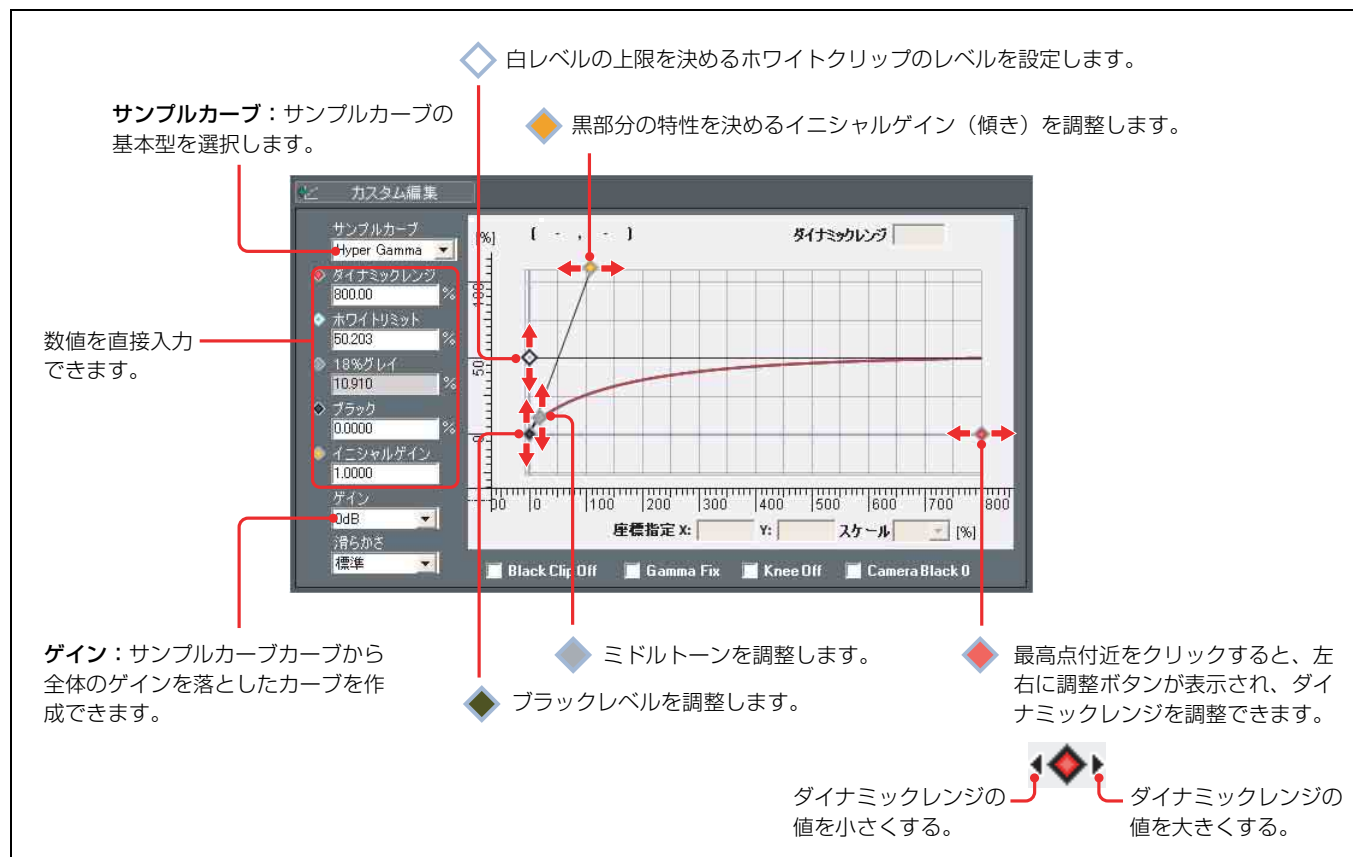 白レベルの上限を決めるホワイトクリップのレベルを設定します。
サンプルカーブ：サンプルカーブの
基本型を選択します。
黒部分の特性を決めるイニシャルゲイン（傾き）を調整します。
カスタム編集
サンプルカーブ
Hyper Gamma
ダイナミックレンジ
800.00 %
ホワイトリミット
50.203 %
18%グレイ
10.910 %
ブラック
0.0000 %
イニシャルゲイン
1.0000
ゲイン
0dB
滑らかさ
標準
数値を直接入力
できます。
[%] ( - , - ) ダイナミックレンジ
100
50
0
00 0 100 200 300 400 500 600 700 800
座標指定 X: Y: スケール [%]
Black Clip Off Gamma Fix Knee Off Camera Black 0
ゲイン：サンプルカーブカーブから
全体のゲインを落としたカーブを作
成できます。
ミドルトーンを調整します。
ブラックレベルを調整します。
最高点付近をクリックすると、左
右に調整ボタンが表示され、ダイ
ナミックレンジを調整できます。
ダイナミックレンジの
値を小さくする。
ダイナミックレンジの
値を大きくする。